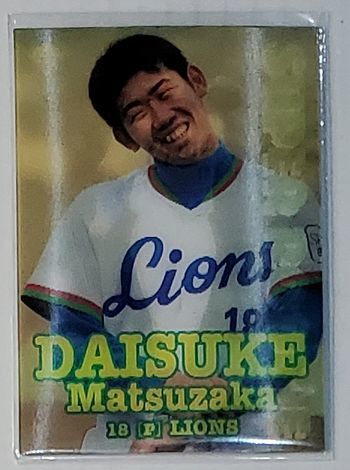 Lions
18
DAISUKE
Matsuzaka
18 [P] LIONS